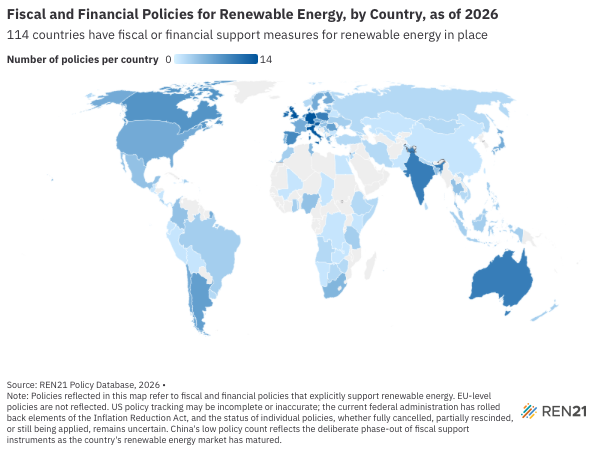 Fiscal and Financial Policies for Renewable Energy, by Country, as of 2026
114 countries have fiscal or financial support measures for renewable energy in place
Number of policies per country 0 14
Source: REN21 Policy Database, 2026 •
Note: Policies reflected in this map refer to fiscal and financial policies that explicitly support renewable energy. EU-level
policies are not reflected. US policy tracking may be incomplete or inaccurate; the current federal administration has rolled
back elements of the Inflation Reduction Act, and the status of individual policies, whether fully cancelled, partially rescinded,
or still being applied, remains uncertain. China's low policy count reflects the deliberate phase-out of fiscal support
instruments as the country's renewable energy market has matured.
REN21